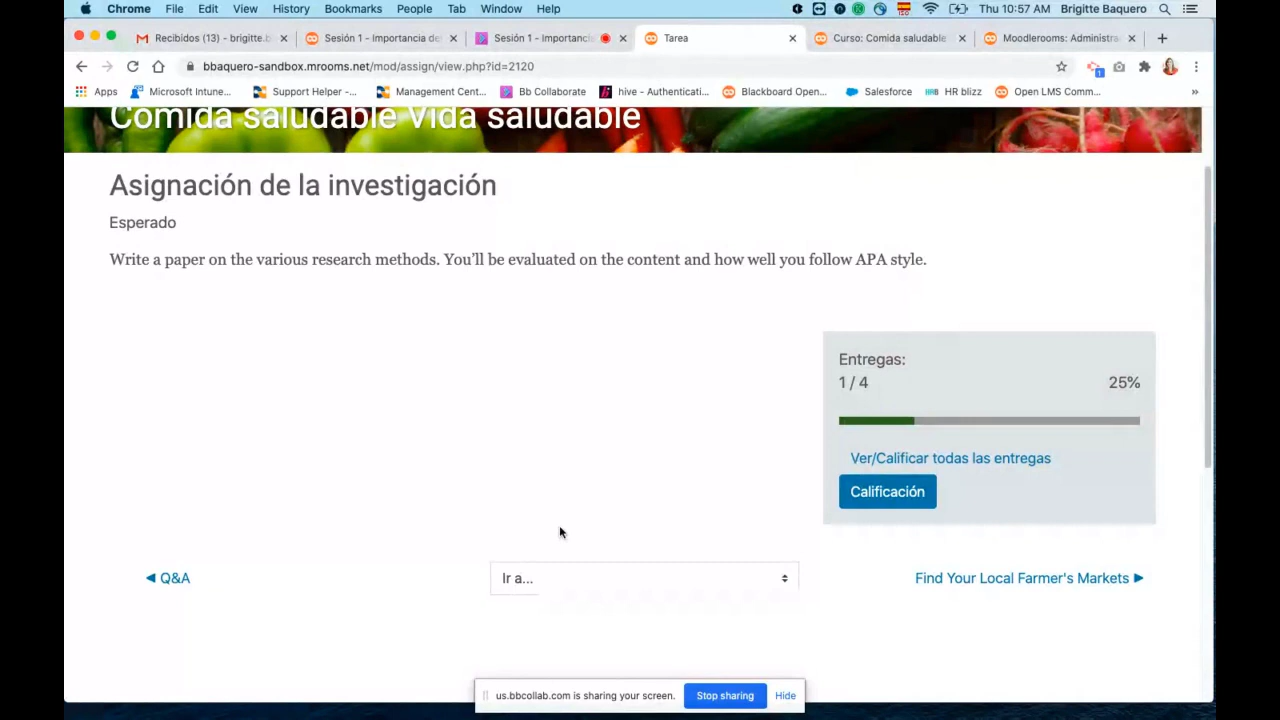 Chrome File Edit View History Bookmarks People Tab Window Help Thu 10:57 AM Brigitte Baquero
Recibidos (13) - brigitte.b Sesión 1 - Importancia de Sesión 1 - Importancia Tarea Curso: Comida saludable Moodlerooms: Administra
bbaquero-sandbox.mrooms.net/mod/assign/view.php?id=2120
Apps Microsoft Intune... Support Helper -... Management Cent... Bb Collaborate hive - Authenticati... Blackboard Open... Salesforce HR blizz Open LMS Comm... »
Comida saludable Vida saludable
Asignación de la investigación
Esperado
Write a paper on the various research methods. You’ll be evaluated on the content and how well you follow APA style.
Entregas:
1 / 4 25%
Ver/Calificar todas las entregas
Calificación
◀ Q&A Ir a... Find Your Local Farmer's Markets ▶
us.bbcollab.com is sharing your screen. Stop sharing Hide